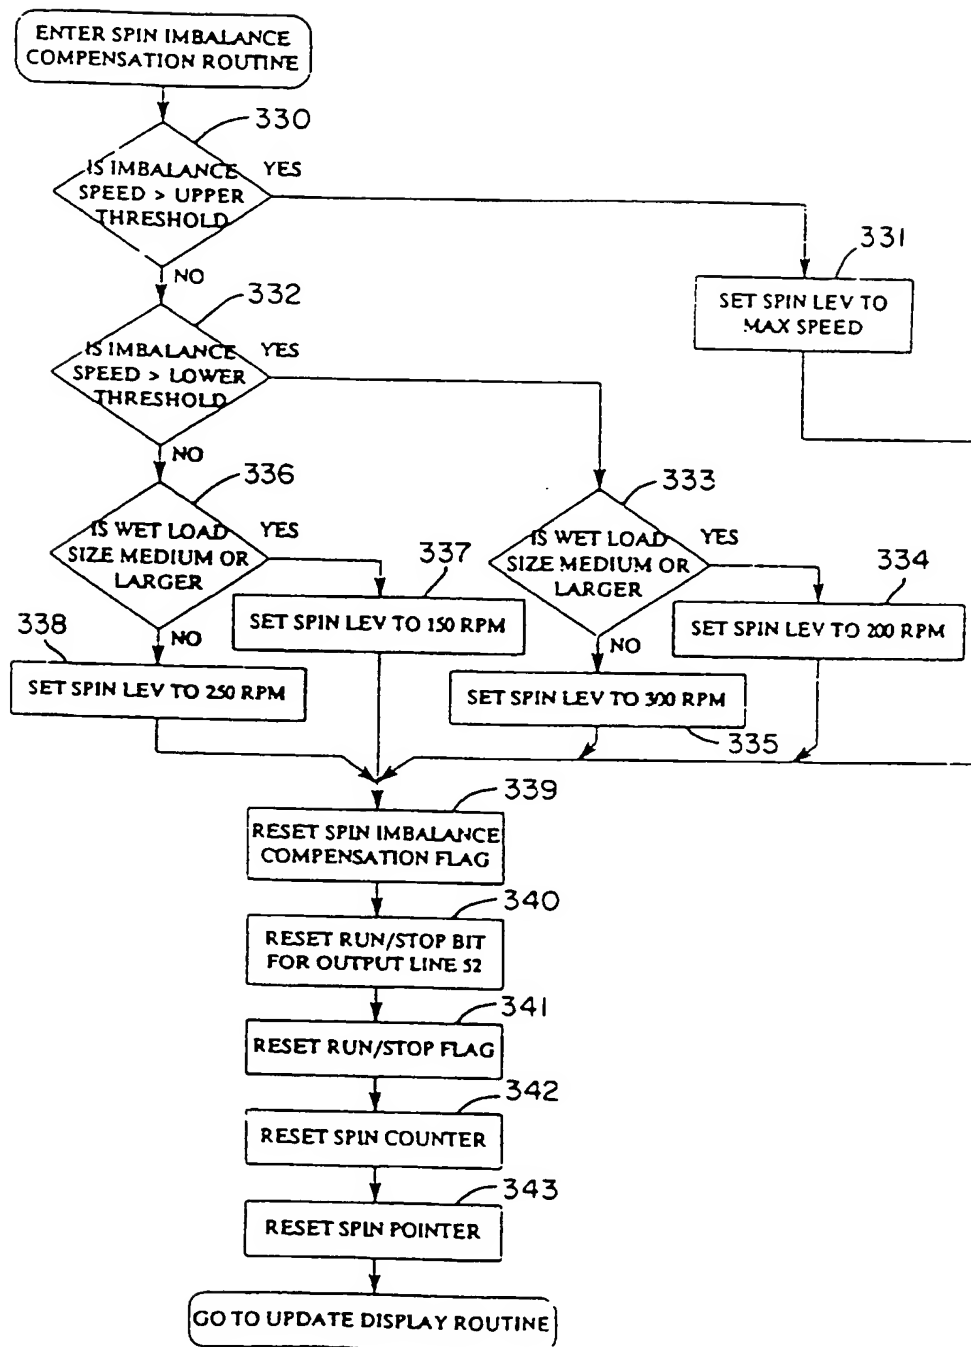 ENTER SPIN IMBALANCE
COMPENSATION ROUTINE
330
IS IMBALANCE
SPEED > UPPER
THRESHOLD
YES
NO
331
SET SPIN LEV TO
MAX SPEED
332
IS IMBALANCE
SPEED > LOWER
THRESHOLD
YES
NO
336
IS WET LOAD
SIZE MEDIUM OR
LARGER
YES
NO
333
IS WET LOAD
SIZE MEDIUM OR
LARGER
YES
NO
337
SET SPIN LEV TO 150 RPM
334
SET SPIN LEV TO 200 RPM
338
SET SPIN LEV TO 250 RPM
SET SPIN LEV TO 300 RPM
335
339
RESET SPIN IMBALANCE
COMPENSATION FLAG
340
RESET RUN/STOP BIT
FOR OUTPUT LINE 52
341
RESET RUN/STOP FLAG
342
RESET SPIN COUNTER
343
RESET SPIN POINTER
GO TO UPDATE DISPLAY ROUTINE